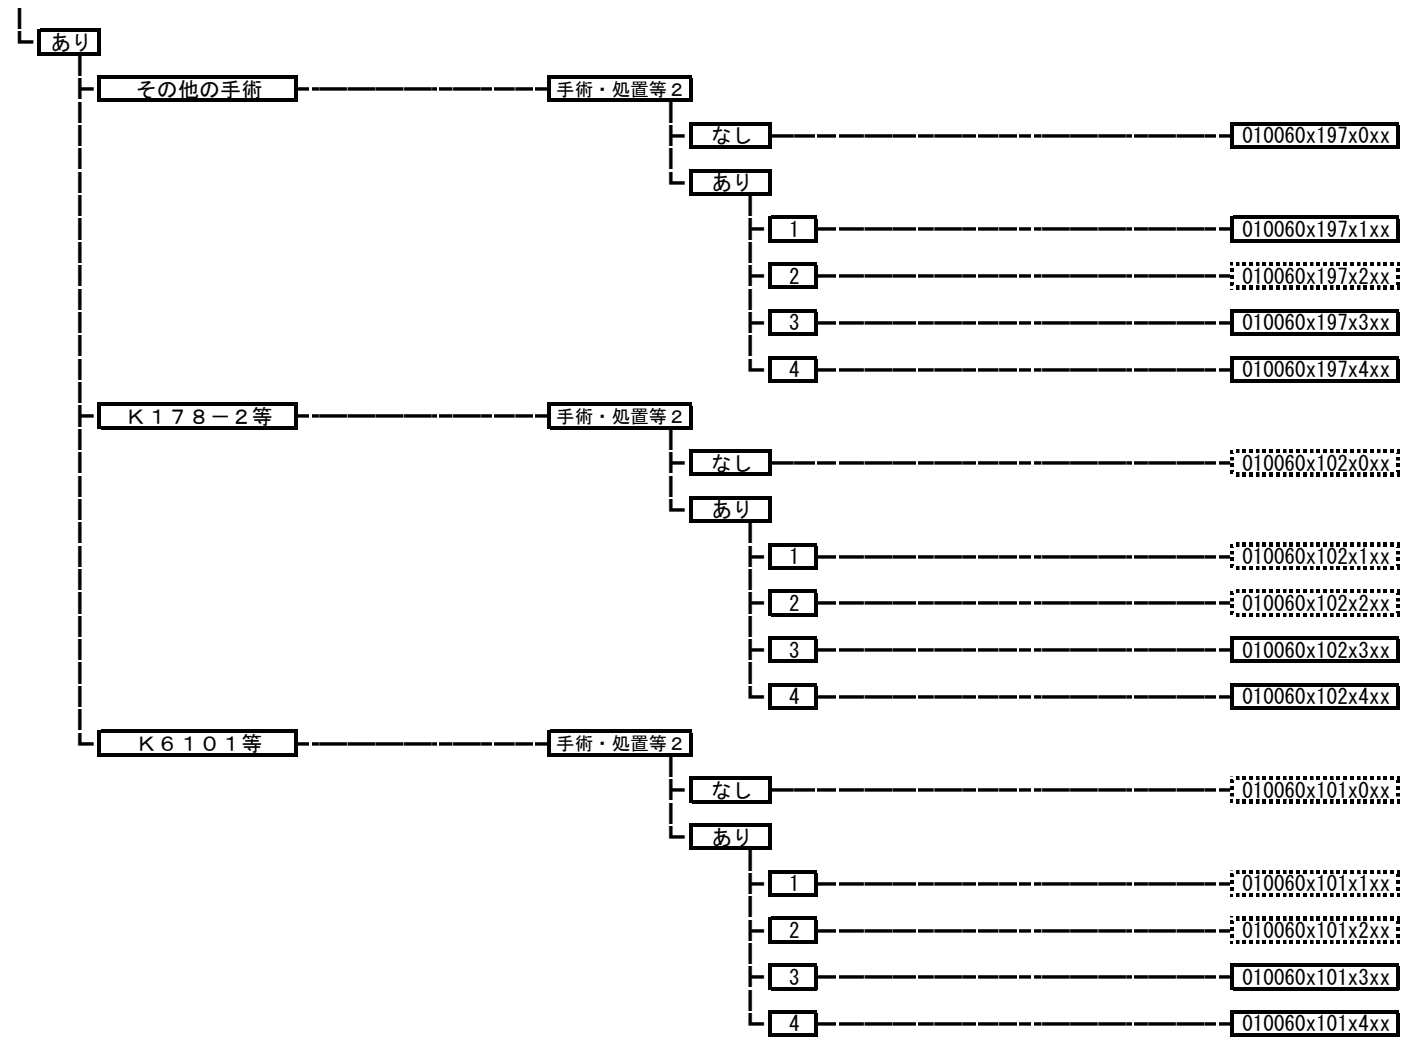 あり
その他の手術 手術・処置等2
なし 010060x197x0xx
あり
1 010060x197x1xx
2 010060x197x2xx
3 010060x197x3xx
4 010060x197x4xx
K178-2等 手術・処置等2
なし 010060x102x0xx
あり
1 010060x102x1xx
2 010060x102x2xx
3 010060x102x3xx
4 010060x102x4xx
K6101等 手術・処置等2
なし 010060x101x0xx
あり
1 010060x101x1xx
2 010060x101x2xx
3 010060x101x3xx
4 010060x101x4xx